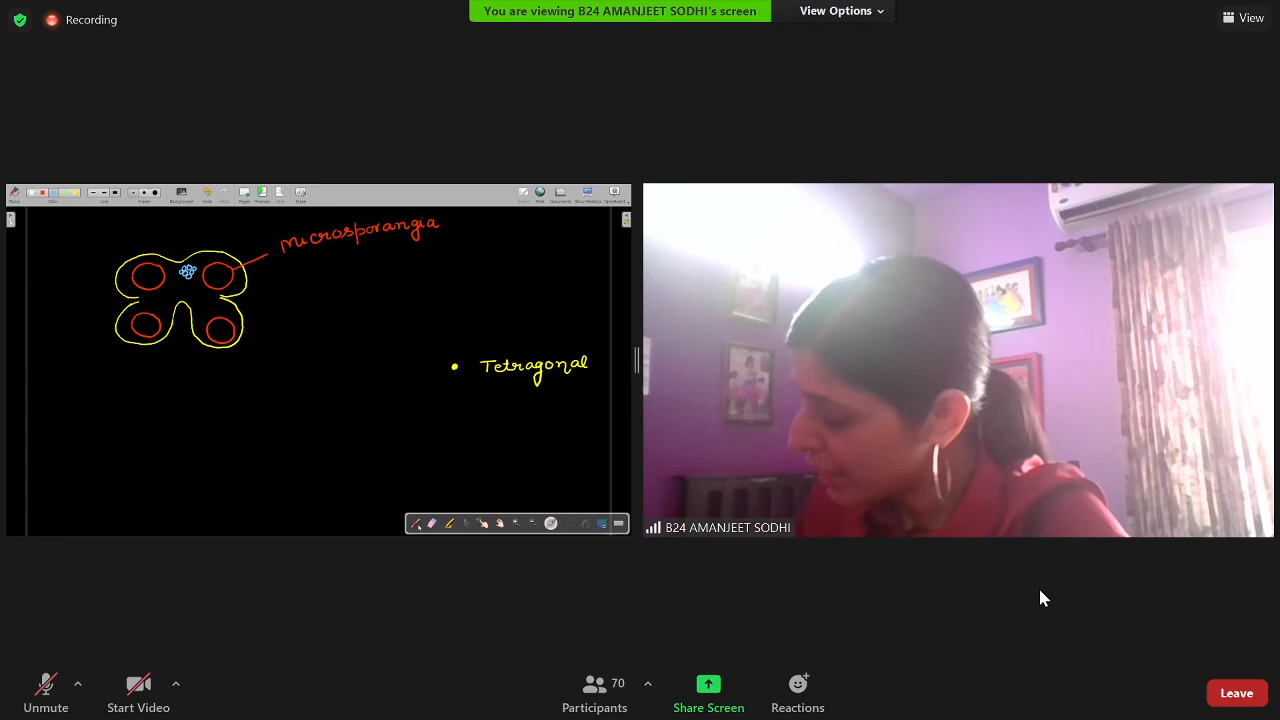 Recording
You are viewing B24 AMANJEET SODHI's screen
View Options
View
Microsporangia
• Tetragonal
B24 AMANJEET SODHI
Unmute
Start Video
70
Participants
Share Screen
Reactions
Leave